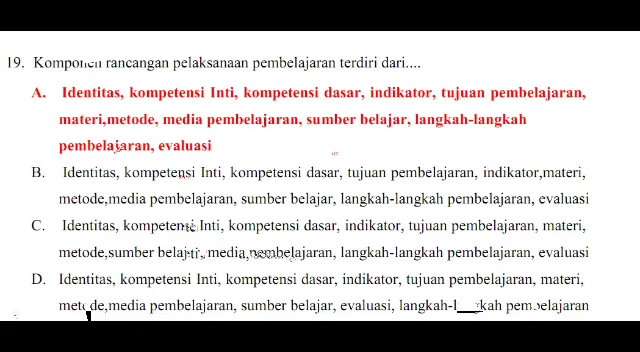 19. Komponen rancangan pelaksanaan pembelajaran terdiri dari....
A. Identitas, kompetensi Inti, kompetensi dasar, indikator, tujuan pembelajaran,
materi,metode, media pembelajaran, sumber belajar, langkah-langkah
pembelajaran, evaluasi
B. Identitas, kompetensi Inti, kompetensi dasar, tujuan pembelajaran, indikator,materi,
metode,media pembelajaran, sumber belajar, langkah-langkah pembelajaran, evaluasi
C. Identitas, kompetensi Inti, kompetensi dasar, indikator, tujuan pembelajaran, materi,
metode,sumber belajar, media pembelajaran, langkah-langkah pembelajaran, evaluasi
D. Identitas, kompetensi Inti, kompetensi dasar, indikator, tujuan pembelajaran, materi,
metode,media pembelajaran, sumber belajar, evaluasi, langkah-langkah pembelajaran